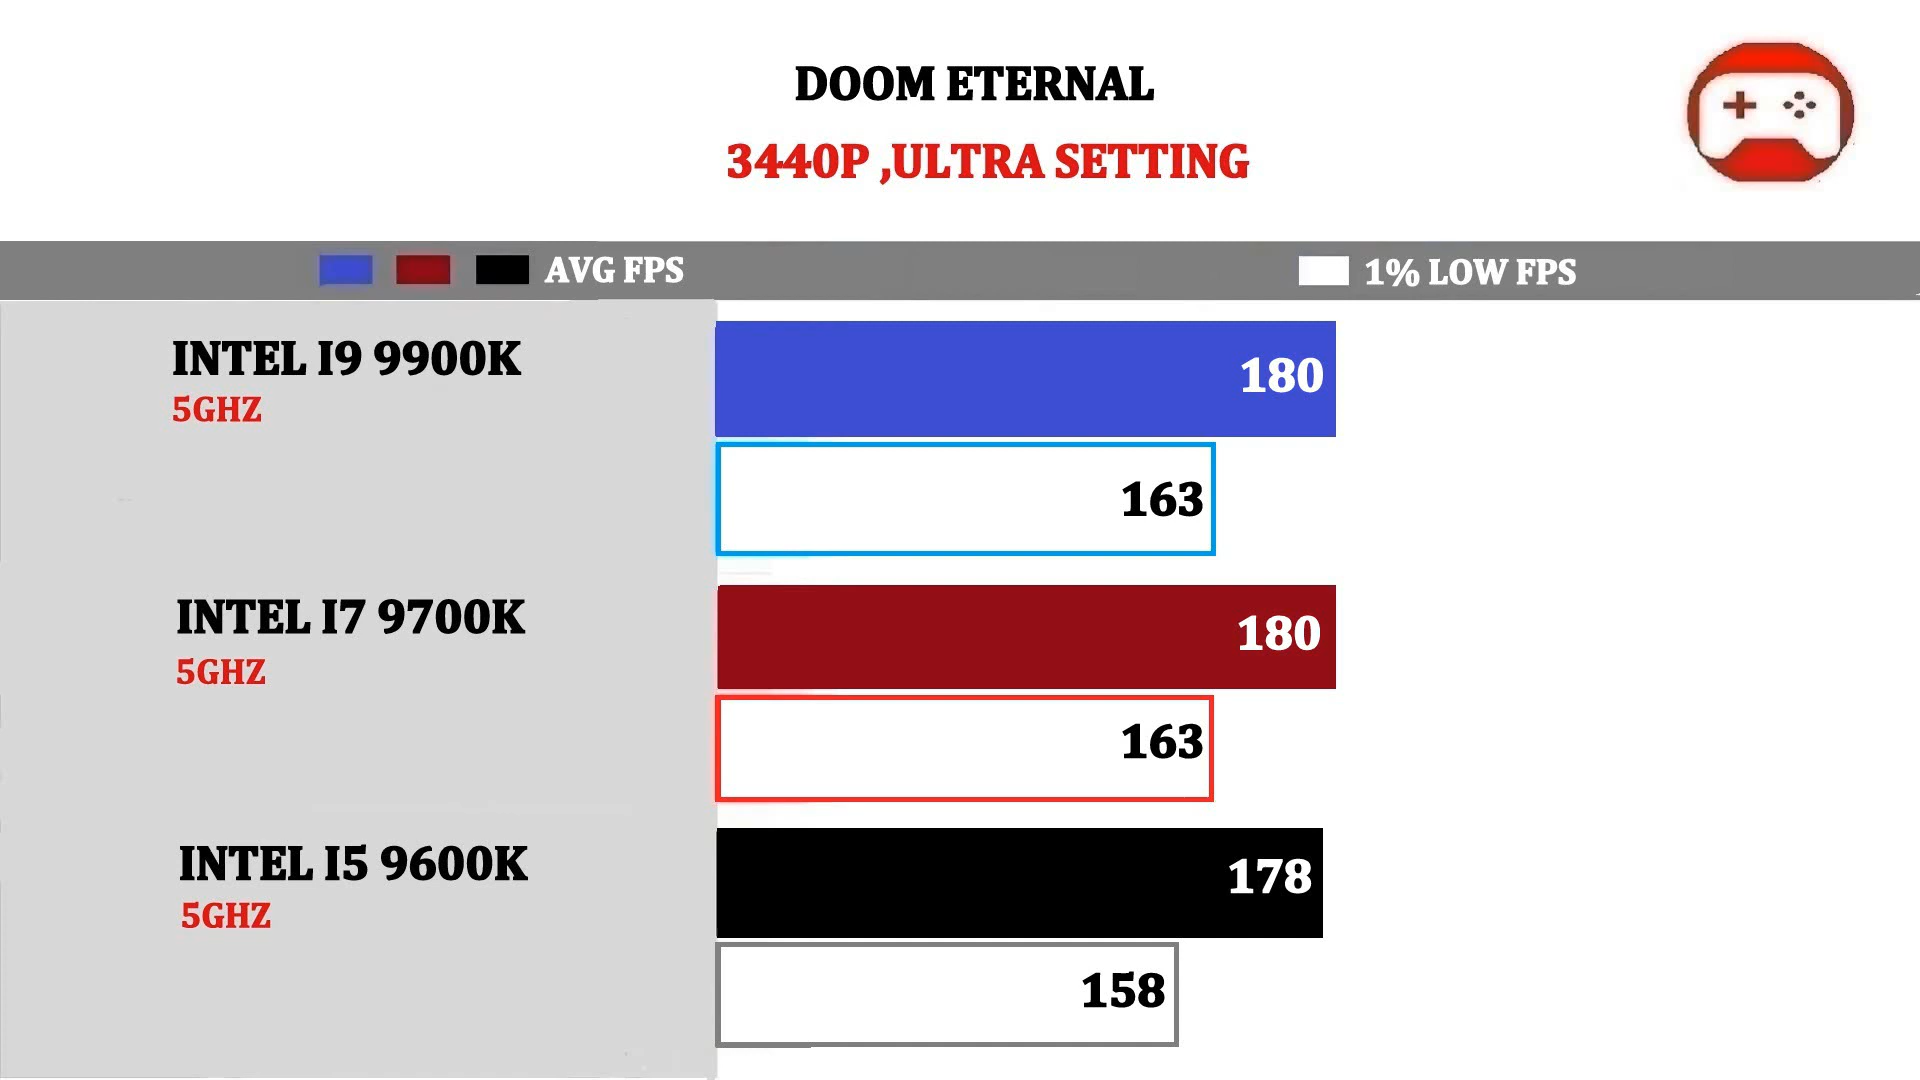 DOOM ETERNAL
3440P ,ULTRA SETTING
AVG FPS
1% LOW FPS
INTEL I9 9900K
5GHZ
180
163
INTEL I7 9700K
5GHZ
180
163
INTEL I5 9600K
5GHZ
178
158